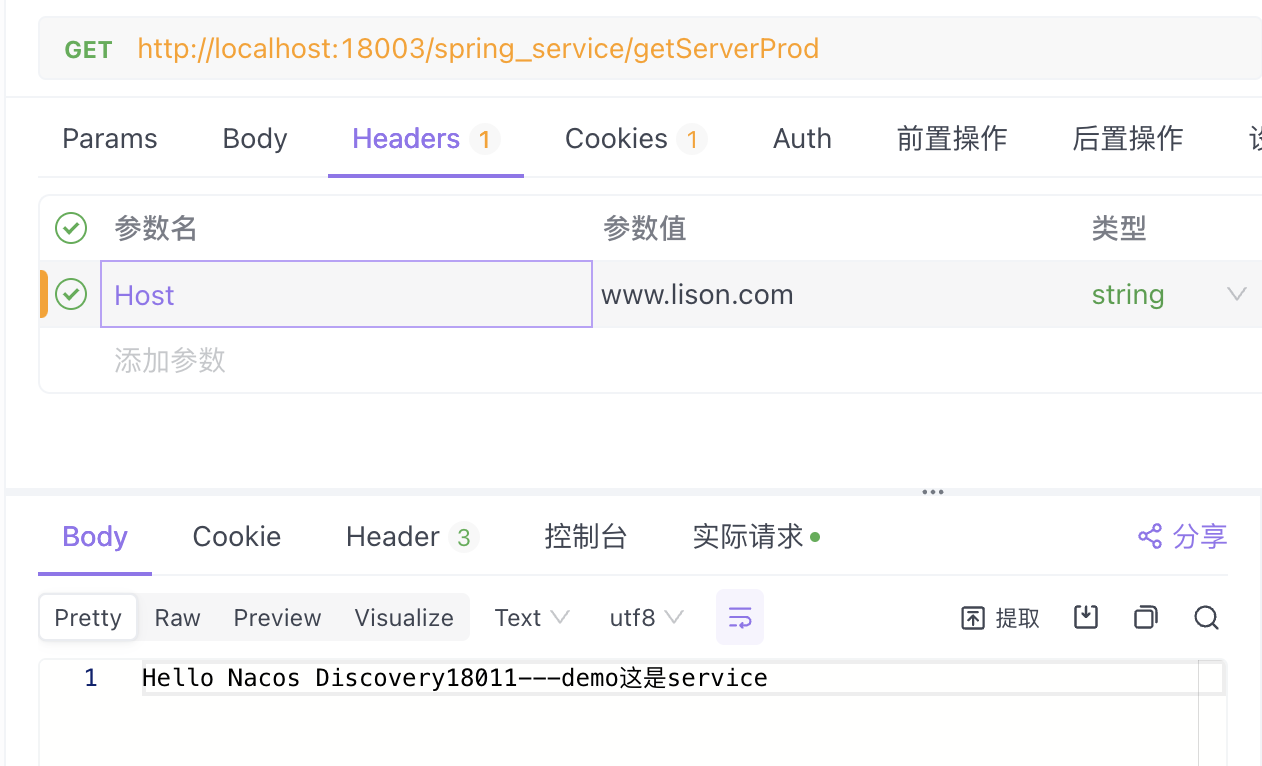 GET http://localhost:18003/spring_service/getServerProd
Params Body Headers 1 Cookies 1 Auth 前置操作 后置操作
参数名 参数值 类型
Host www.lison.com string
添加参数
Body Cookie Header 3 控制台 实际请求 分享
Pretty Raw Preview Visualize Text utf8 提取
1 Hello Nacos Discovery18011---demo这是service